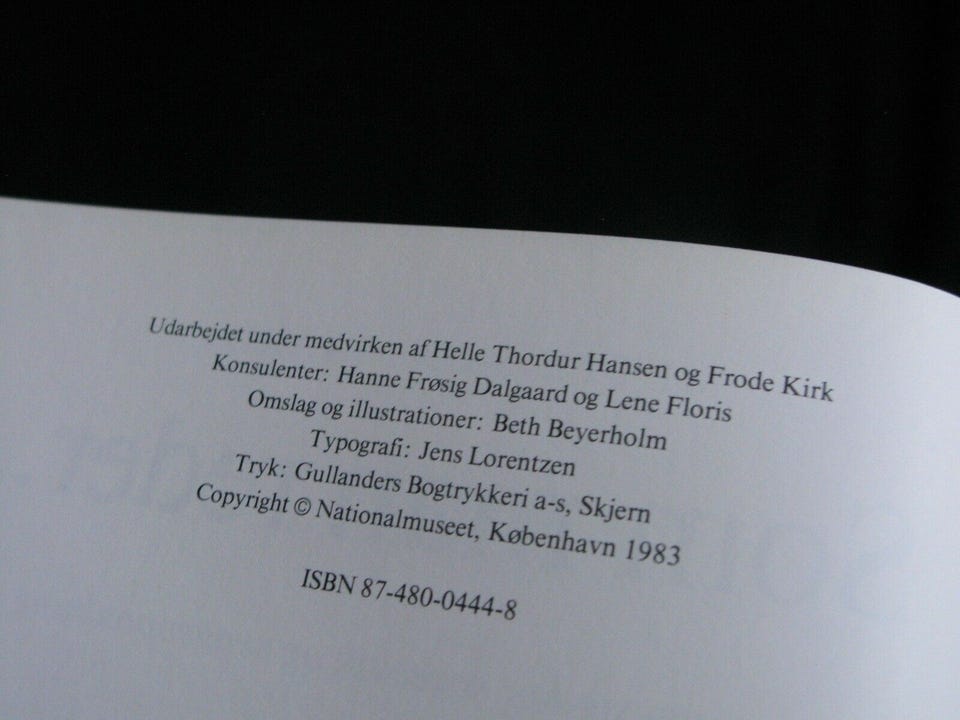 Udarbejdet under medvirken af Helle Thordur Hansen og Frode Kirk
Konsulenter: Hanne Frøsig Dalgaard og Lene Floris
Omslag og illustrationer: Beth Beyerholm
Typografi: Jens Lorentzen
Tryk: Gullanders Bogtrykkeri a-s, Skjern
Copyright © Nationalmuseet, København 1983
ISBN 87-480-0444-8